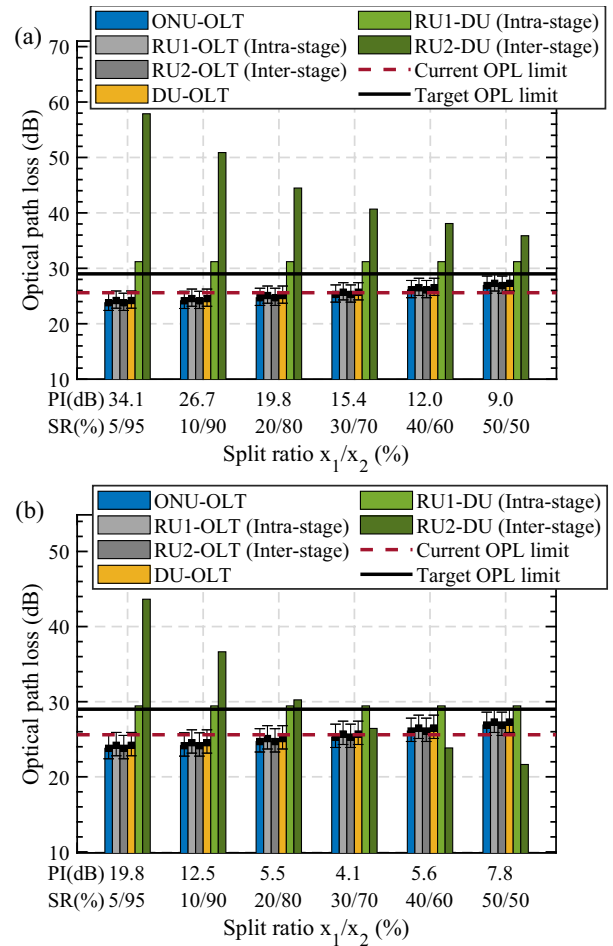 (a)
ONU-OLT
RU1-OLT (Intra-stage)
RU2-OLT (Inter-stage)
DU-OLT
RU1-DU (Intra-stage)
RU2-DU (Inter-stage)
Current OPL limit
Target OPL limit
Optical path loss (dB)
70
60
50
40
30
20
10
PI(dB) 34.1 26.7 19.8 15.4 12.0 9.0
SR(%) 5/95 10/90 20/80 30/70 40/60 50/50
Split ratio x1/x2 (%)
(b)
ONU-OLT
RU1-OLT (Intra-stage)
RU2-OLT (Inter-stage)
DU-OLT
RU1-DU (Intra-stage)
RU2-DU (Inter-stage)
Current OPL limit
Target OPL limit
Optical path loss (dB)
50
40
30
20
10
PI(dB) 19.8 12.5 5.5 4.1 5.6 7.8
SR(%) 5/95 10/90 20/80 30/70 40/60 50/50
Split ratio x1/x2 (%)